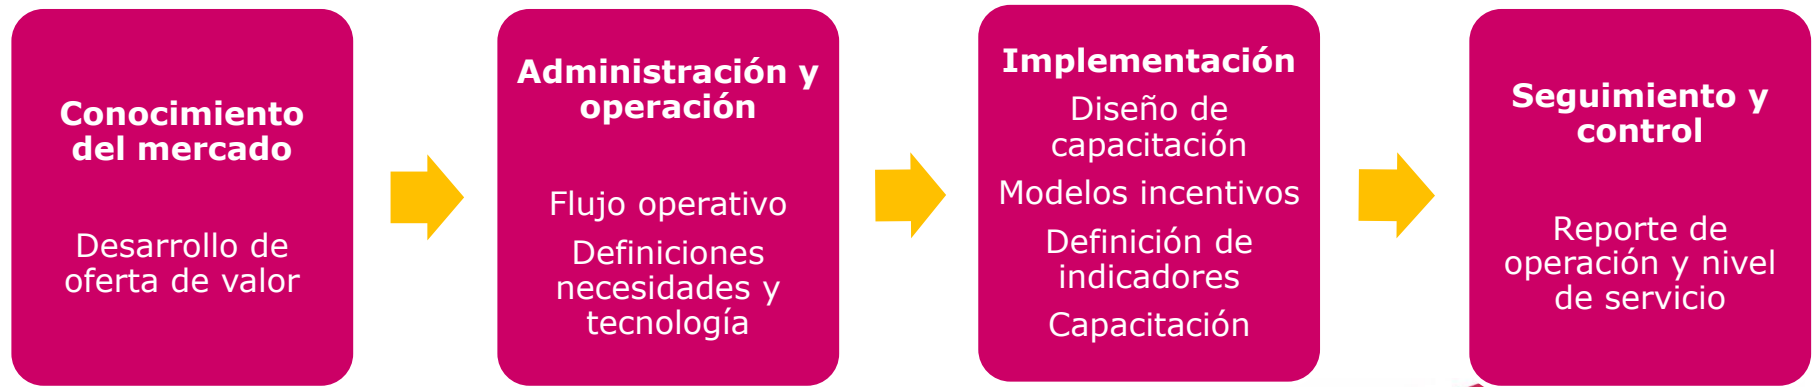 Conocimiento
del mercado
Desarrollo de
oferta de valor
Administración y
operación
Flujo operativo
Definiciones
necesidades y
tecnología
Implementación
Diseño de
capacitación
Modelos incentivos
Definición de
indicadores
Capacitación
Seguimiento y
control
Reporte de
operación y nivel
de servicio